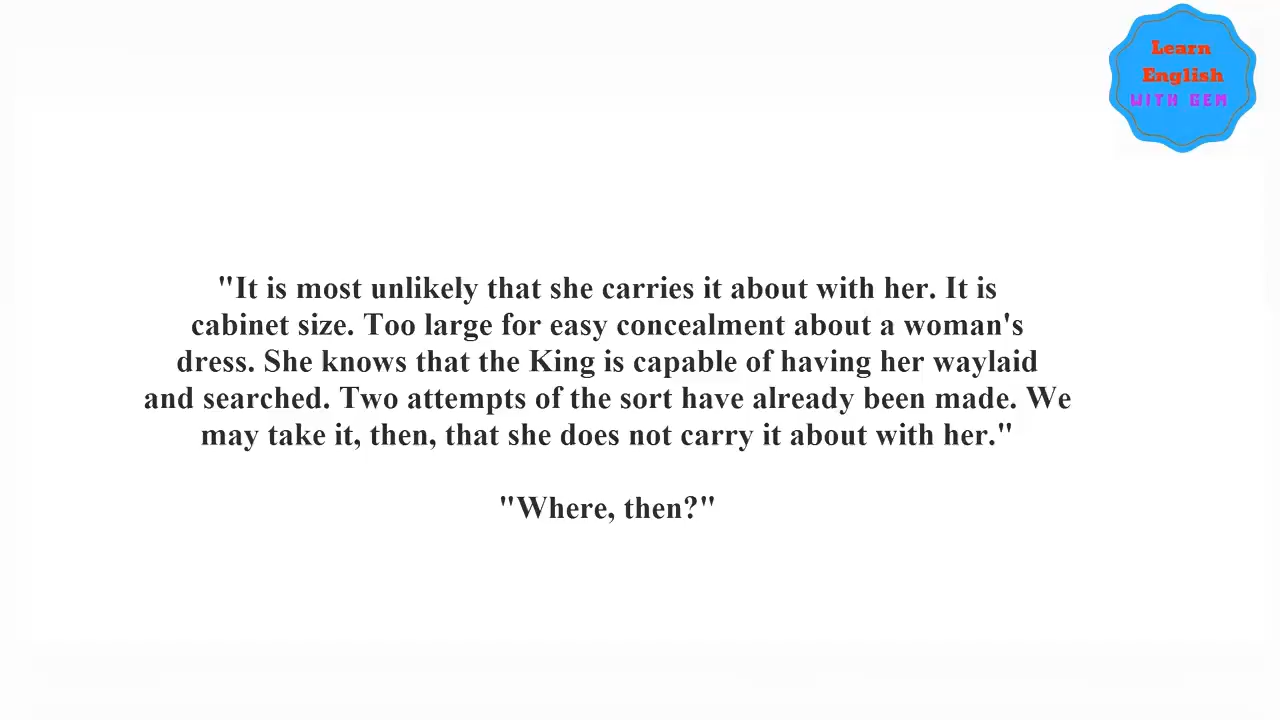 Learn
English
WITH GEM
"It is most unlikely that she carries it about with her. It is
cabinet size. Too large for easy concealment about a woman's
dress. She knows that the King is capable of having her waylaid
and searched. Two attempts of the sort have already been made. We
may take it, then, that she does not carry it about with her."
"Where, then?"